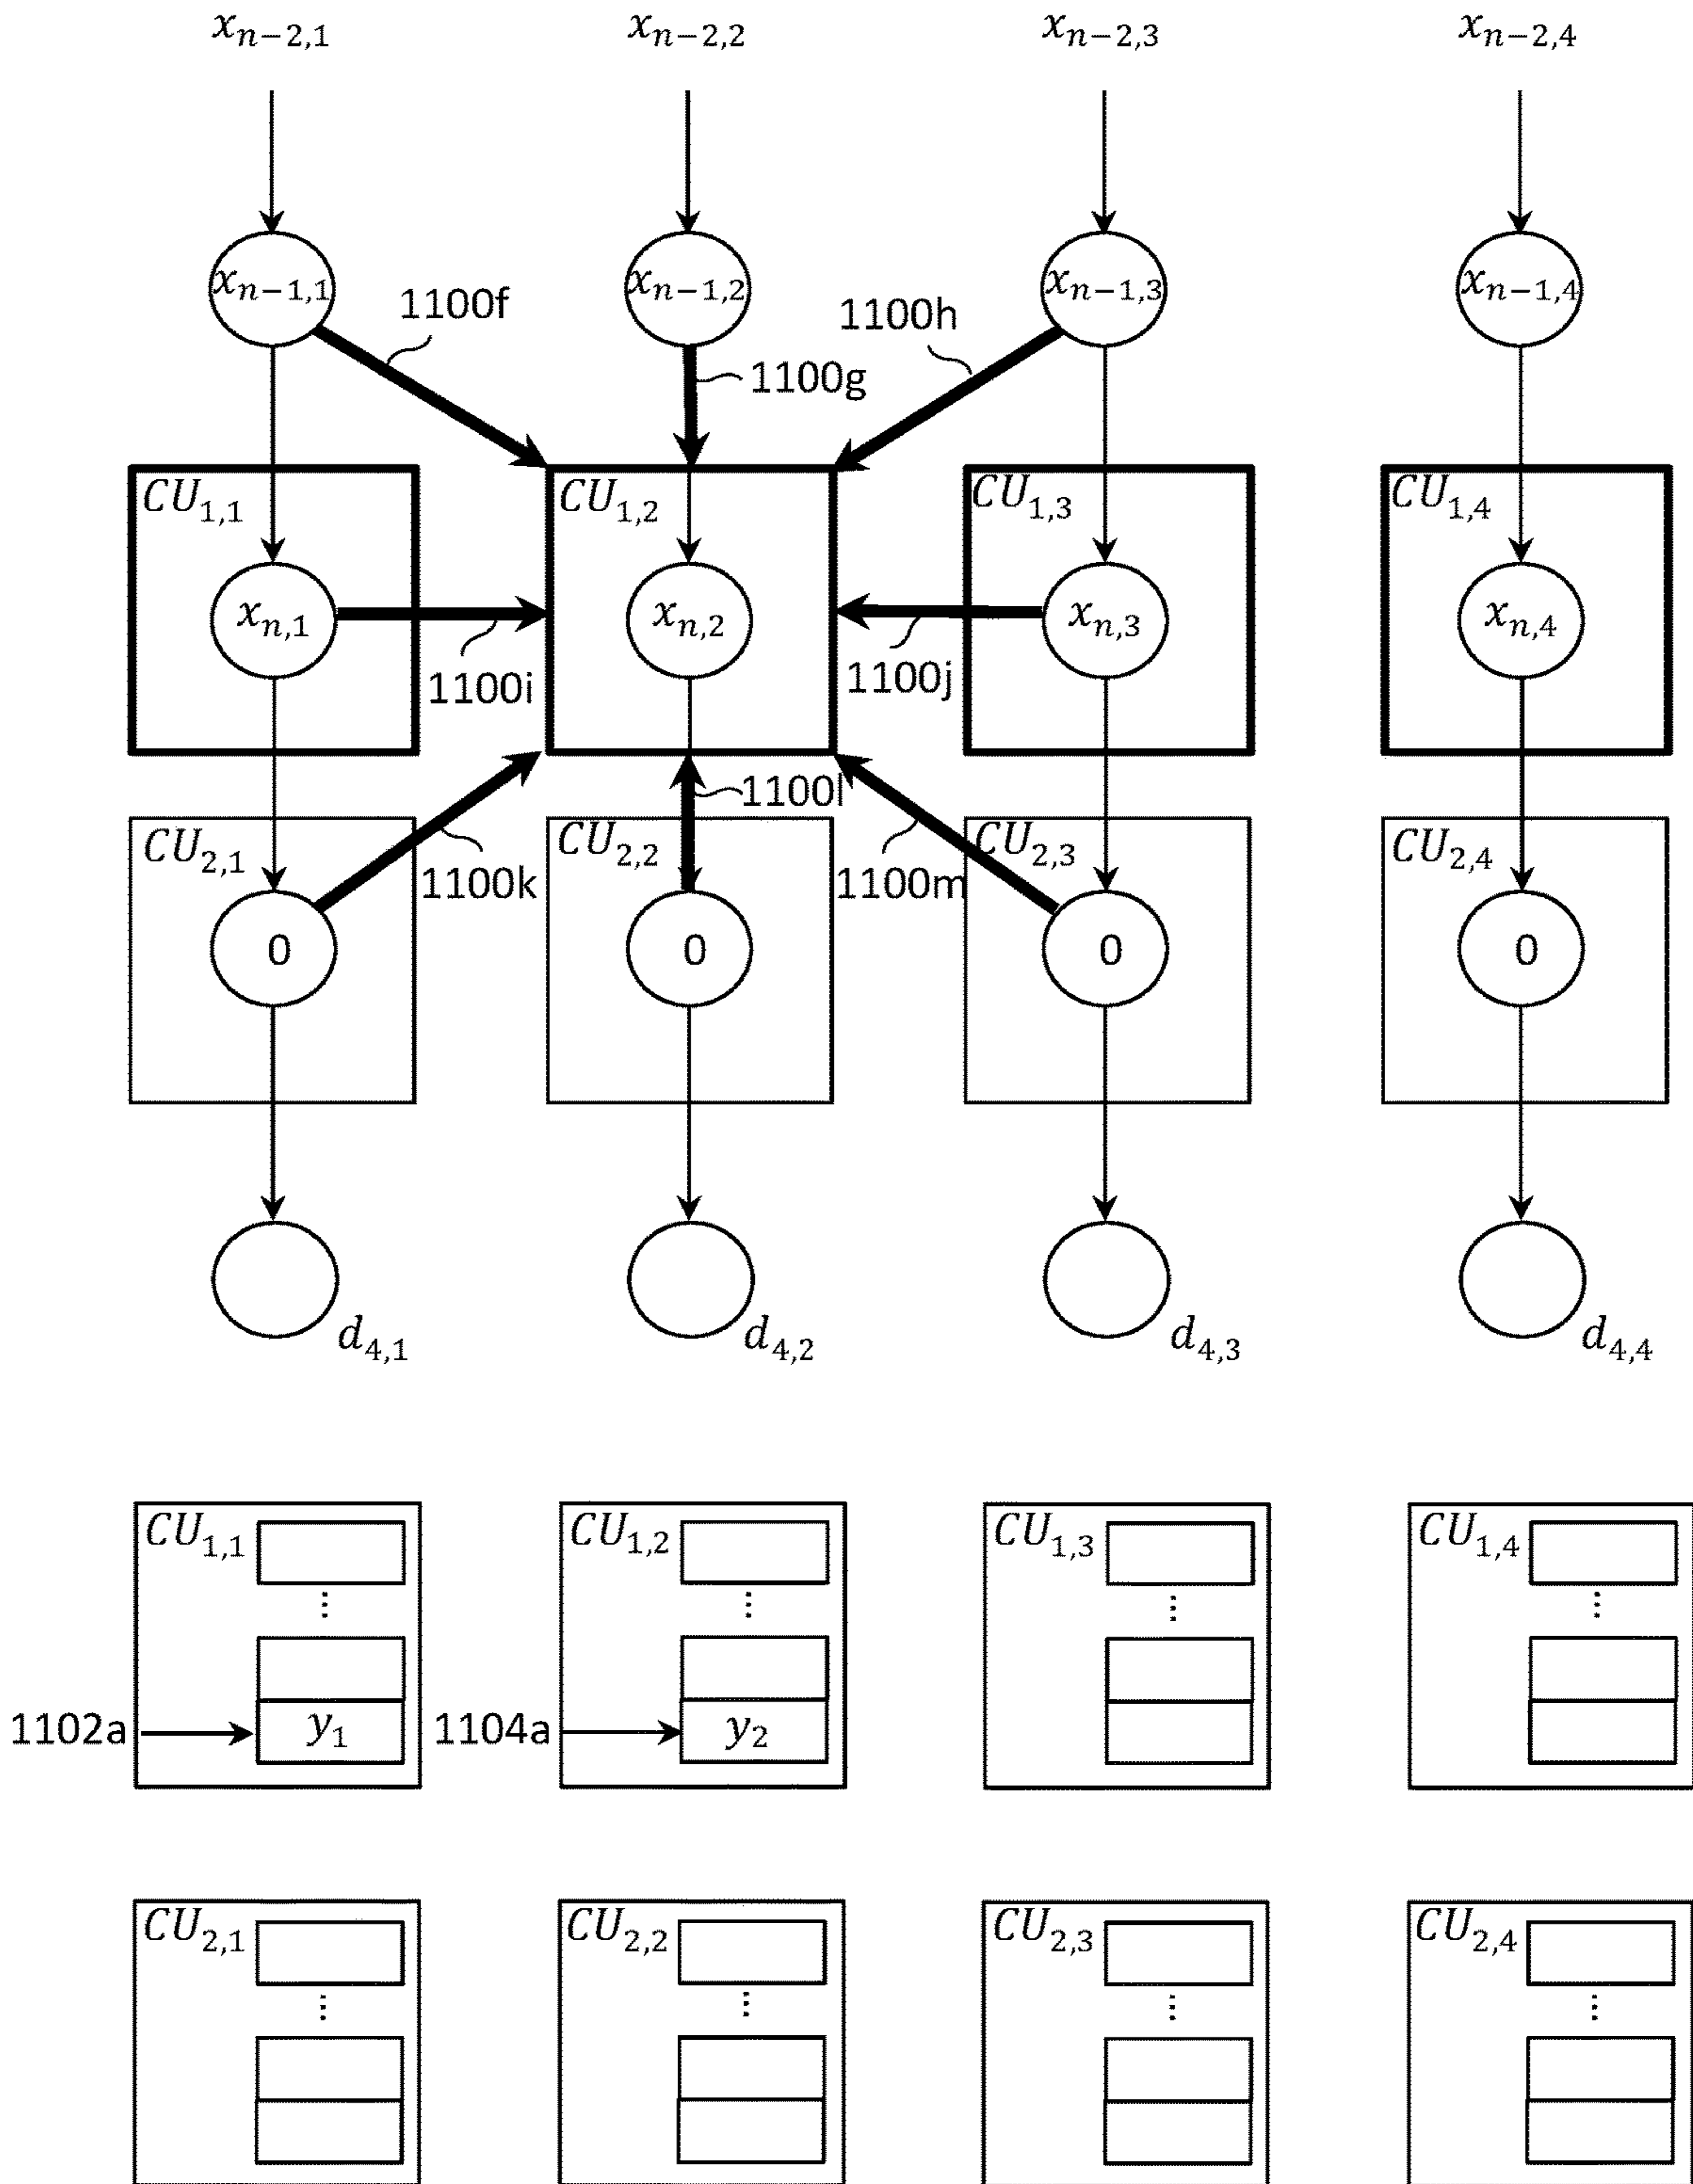 x_{n−2,1} x_{n−2,2} x_{n−2,3} x_{n−2,4}
x_{n−1,1} x_{n−1,2} x_{n−1,3} x_{n−1,4}
1100f 1100h
1100g
CU_{1,1} CU_{1,2} CU_{1,3} CU_{1,4}
x_{n,1} x_{n,2} x_{n,3} x_{n,4}
1100i 1100j
1100l
CU_{2,1} CU_{2,2} CU_{2,3} CU_{2,4}
1100k 1100m
0 0 0 0
d_{4,1} d_{4,2} d_{4,3} d_{4,4}
CU_{1,1} CU_{1,2} CU_{1,3} CU_{1,4}
⋮ ⋮ ⋮ ⋮
1102a y_1 1104a y_2
CU_{2,1} CU_{2,2} CU_{2,3} CU_{2,4}
⋮ ⋮ ⋮ ⋮